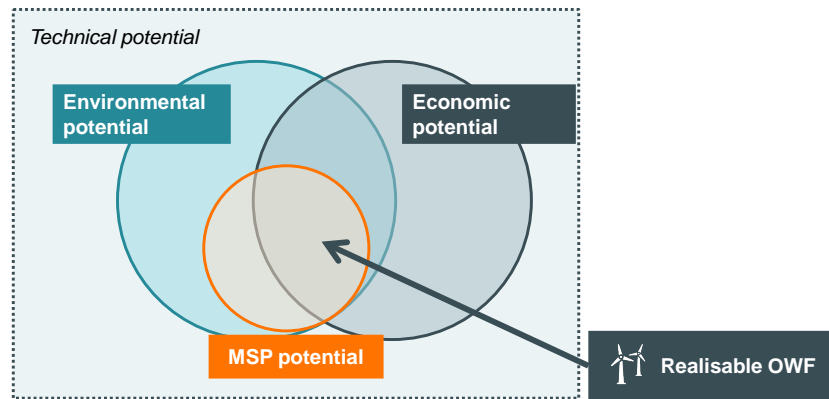 Technical potential
Environmental
potential
Economic
potential
MSP potential
Realisable OWF